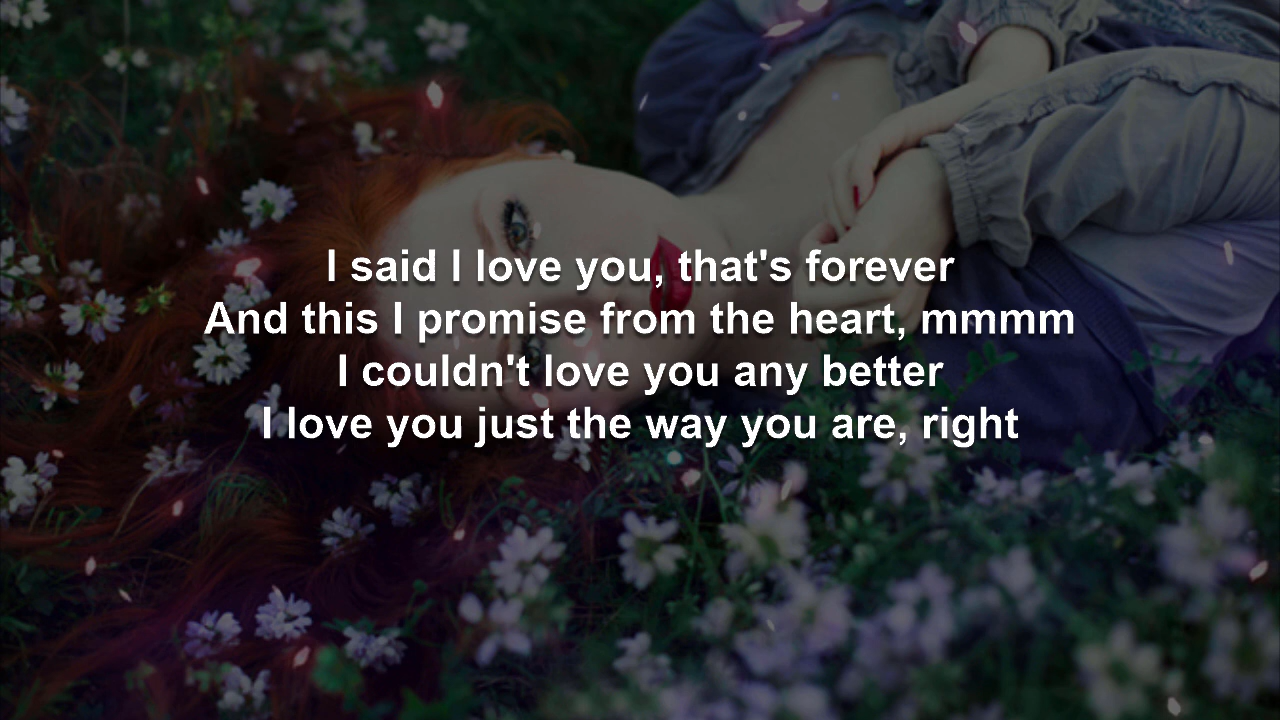 I said I love you, that's forever
And this I promise from the heart, mmmm
I couldn't love you any better
I love you just the way you are, right